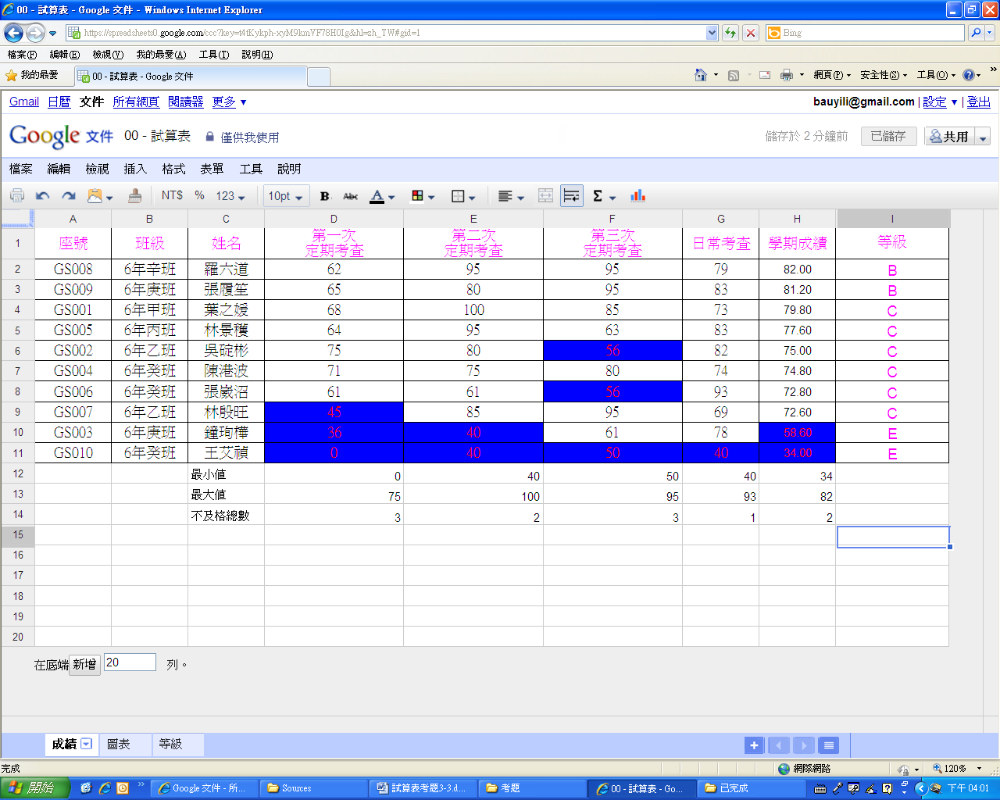 00 - 試算表 - Google 文件 - Windows Internet Explorer
https://spreadsheets0.google.com/ccc?key=t4tKykph-xyM9kmVF78H0Ig&hl=zh_TW#gid=1
Bing
檔案(F) 編輯(E) 檢視(V) 我的最愛(A) 工具(T) 說明(H)
我的最愛 00 - 試算表 - Google 文件 網頁(P) 安全性(S) 工具(O)
Gmail 日曆 文件 所有網頁 閱讀器 更多 ▼ bauyili@gmail.com | 設定 ▼ | 登出
Google 文件 00 - 試算表 僅供我使用 儲存於 2 分鐘前 已儲存 共用
檔案 編輯 檢視 插入 格式 表單 工具 說明
NT$ % 123 10pt B Abc A Σ
A B C D E F G H I
1 座號 班級 姓名 第一次定期考查 第二次定期考查 第三次定期考查 日常考查 學期成績 等級
2 GS008 6年辛班 羅六道 62 95 95 79 82.00 B
3 GS009 6年庚班 張履笙 65 80 95 83 81.20 B
4 GS001 6年甲班 葉之媛 68 100 85 73 79.80 C
5 GS005 6年丙班 林景穫 64 95 63 83 77.60 C
6 GS002 6年乙班 吳碇彬 75 80 56 82 75.00 C
7 GS004 6年癸班 陳港波 71 75 80 74 74.80 C
8 GS006 6年癸班 張崴沼 61 61 56 93 72.80 C
9 GS007 6年乙班 林殷旺 45 85 95 69 72.60 C
10 GS003 6年庚班 鐘珣樺 36 40 61 78 58.60 E
11 GS010 6年癸班 王艾禎 0 40 50 40 34.00 E
12 最小值 0 40 50 40 34
13 最大值 75 100 95 93 82
14 不及格總數 3 2 3 1 2
15
16
17
18
19
20
在底端 新增 20 列。
成績 圖表 等級
完成 網際網路 120%
開始 Google 文件 - 所... Sources 試算表考題3-3.d... 考題 00 - 試算表 - Go... 已完成 下午 04:01